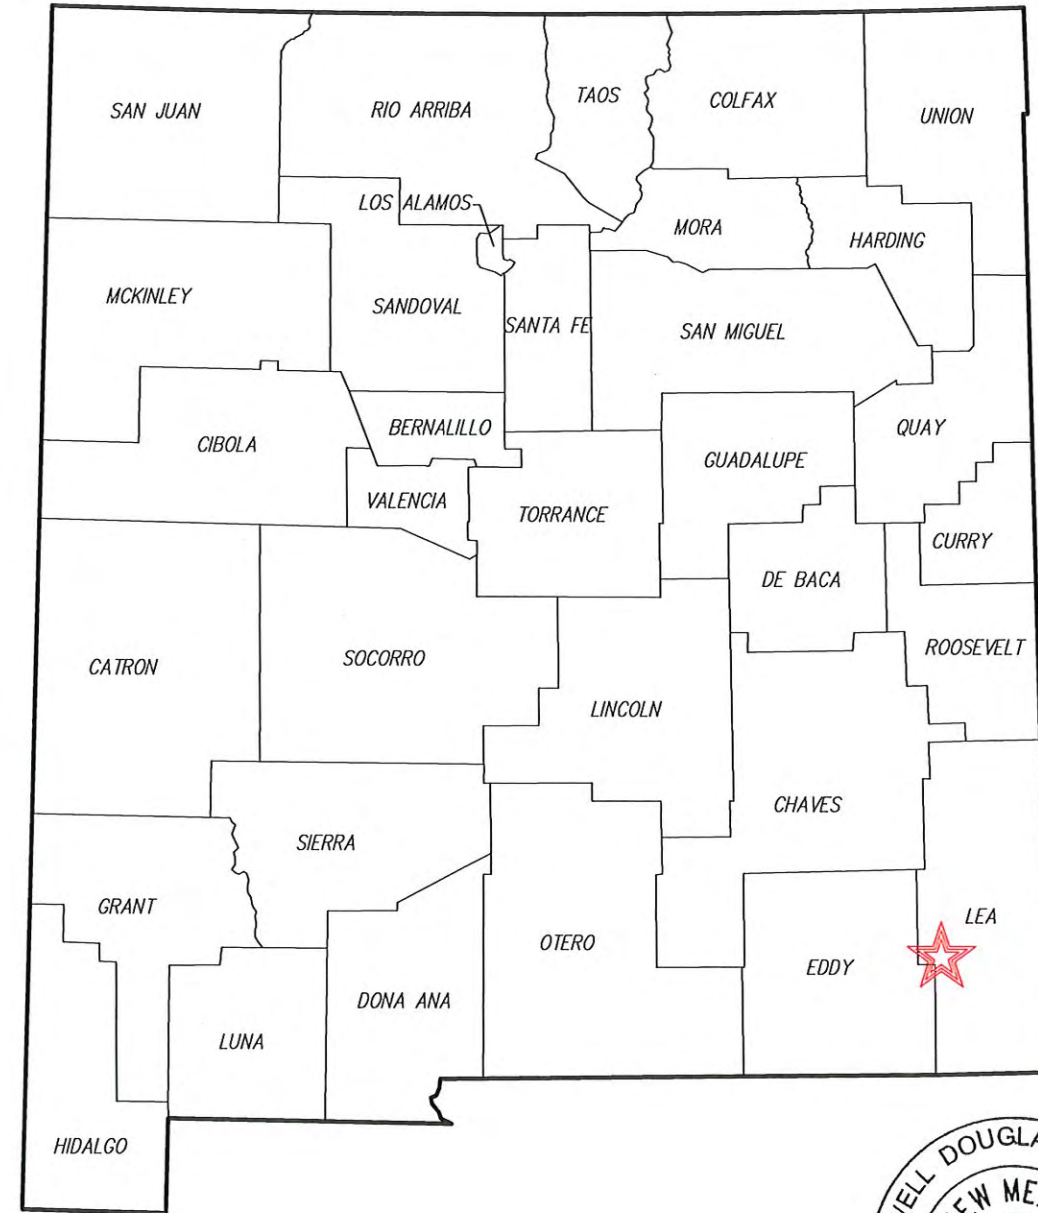 SAN JUAN
RIO ARRIBA
TAOS
COLFAX
UNION
LOS ALAMOS
MORA
HARDING
MCKINLEY
SANDOVAL
SANTA FE
SAN MIGUEL
CIBOLA
BERNALILLO
QUAY
GUADALUPE
VALENCIA
TORRANCE
CURRY
DE BACA
CATRON
SOCORRO
ROOSEVELT
LINCOLN
CHAVES
SIERRA
GRANT
OTERO
LEA
EDDY
DONA ANA
LUNA
HIDALGO
DOUGLA
EW ME